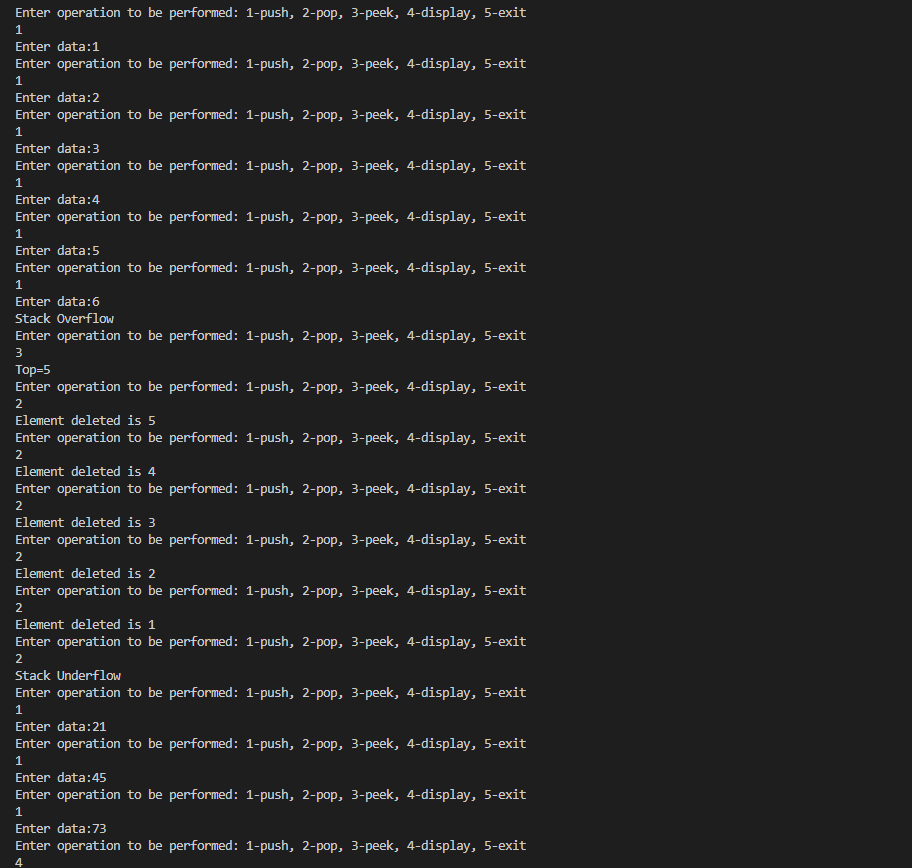 Enter operation to be performed: 1-push, 2-pop, 3-peek, 4-display, 5-exit
1
Enter data:1
Enter operation to be performed: 1-push, 2-pop, 3-peek, 4-display, 5-exit
1
Enter data:2
Enter operation to be performed: 1-push, 2-pop, 3-peek, 4-display, 5-exit
1
Enter data:3
Enter operation to be performed: 1-push, 2-pop, 3-peek, 4-display, 5-exit
1
Enter data:4
Enter operation to be performed: 1-push, 2-pop, 3-peek, 4-display, 5-exit
1
Enter data:5
Enter operation to be performed: 1-push, 2-pop, 3-peek, 4-display, 5-exit
1
Enter data:6
Stack Overflow
Enter operation to be performed: 1-push, 2-pop, 3-peek, 4-display, 5-exit
3
Top=5
Enter operation to be performed: 1-push, 2-pop, 3-peek, 4-display, 5-exit
2
Element deleted is 5
Enter operation to be performed: 1-push, 2-pop, 3-peek, 4-display, 5-exit
2
Element deleted is 4
Enter operation to be performed: 1-push, 2-pop, 3-peek, 4-display, 5-exit
2
Element deleted is 3
Enter operation to be performed: 1-push, 2-pop, 3-peek, 4-display, 5-exit
2
Element deleted is 2
Enter operation to be performed: 1-push, 2-pop, 3-peek, 4-display, 5-exit
2
Element deleted is 1
Enter operation to be performed: 1-push, 2-pop, 3-peek, 4-display, 5-exit
2
Stack Underflow
Enter operation to be performed: 1-push, 2-pop, 3-peek, 4-display, 5-exit
1
Enter data:21
Enter operation to be performed: 1-push, 2-pop, 3-peek, 4-display, 5-exit
1
Enter data:45
Enter operation to be performed: 1-push, 2-pop, 3-peek, 4-display, 5-exit
1
Enter data:73
Enter operation to be performed: 1-push, 2-pop, 3-peek, 4-display, 5-exit
4